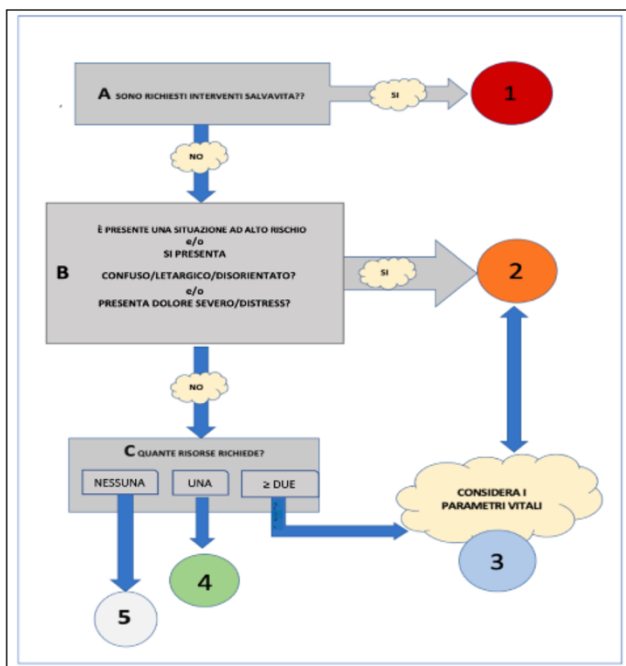 A SONO RICHIESTI INTERVENTI SALVAVITA??
SI
1
NO
È PRESENTE UNA SITUAZIONE AD ALTO RISCHIO
e/o
SI PRESENTA
B
CONFUSO/LETARGICO/DISORIENTATO?
e/o
PRESENTA DOLORE SEVERO/DISTRESS?
SI
2
NO
C QUANTE RISORSE RICHIEDE?
NESSUNA
UNA
≥ DUE
CONSIDERA I
PARAMETRI VITALI
3
4
5